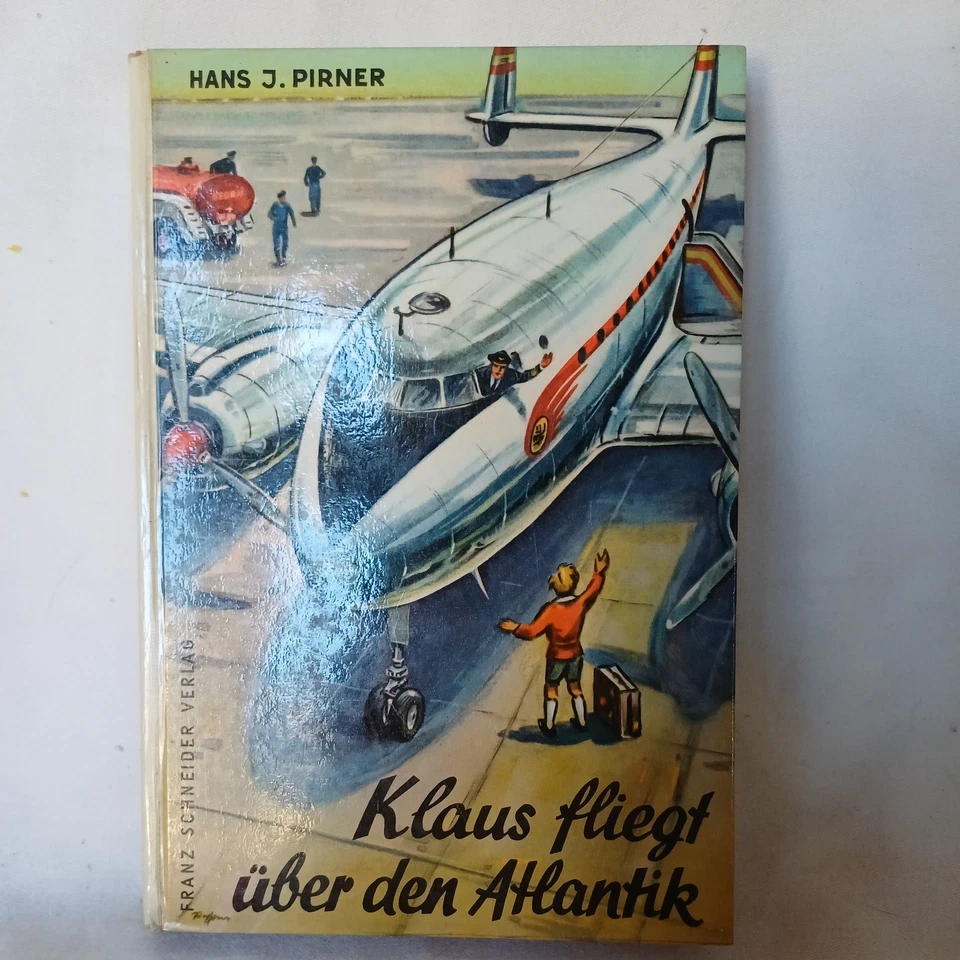 HANS J. PIRNER
FRANZ SCHNEIDER VERLAG
Klaus fliegt
über den Atlantik